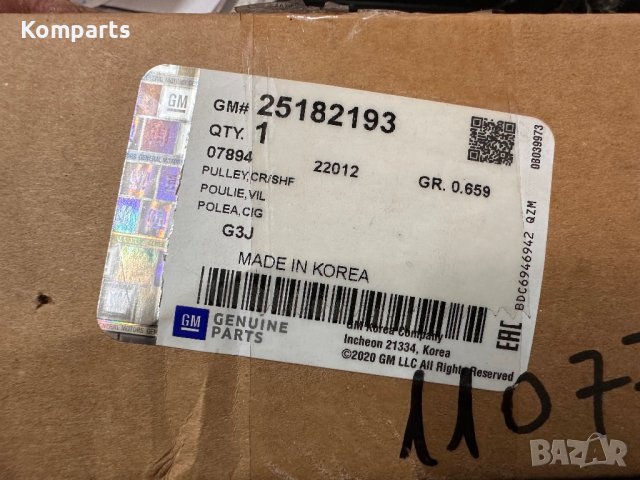 Komparts
GM
GM# 25182193
QTY. 1
07894 22012 GR. 0.659
PULLEY,CR/SHF
POULIE,VIL
POLEA,CIG
G3J
MADE IN KOREA
GM GENUINE PARTS
GM Korea Company
Incheon 21334, Korea
©2020 GM LLC All Rights Reserved
EAC
BDC6946942 QZM 08039973
1107
BAZAR